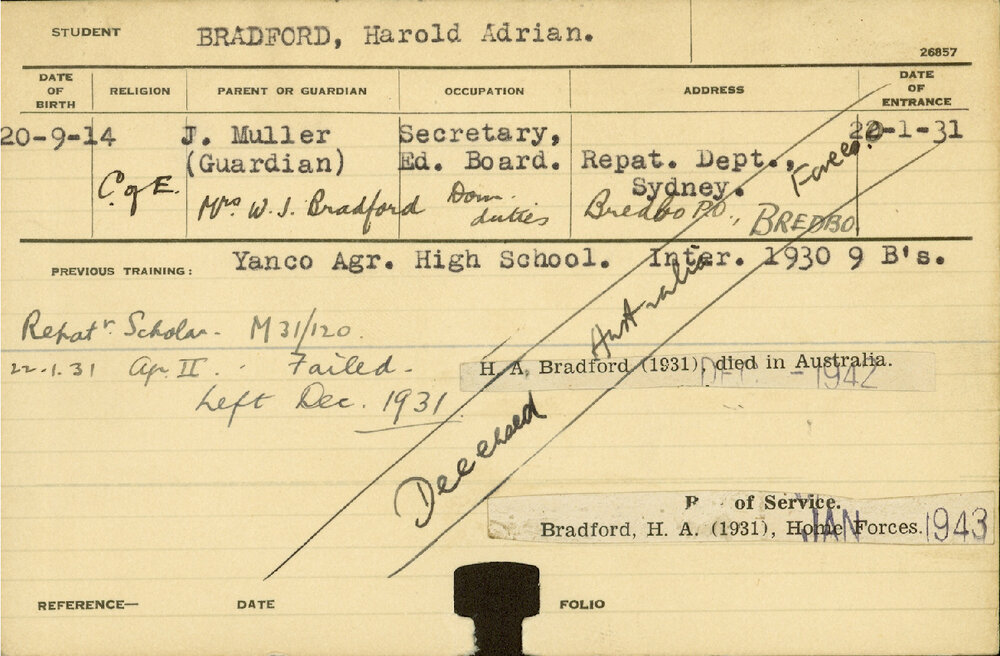 STUDENT BRADFORD, Harold Adrian.
26857
DATE OF BIRTH RELIGION PARENT OR GUARDIAN OCCUPATION ADDRESS DATE OF ENTRANCE
20-9-14 J. Muller Secretary, 22-1-31
(Guardian) Ed. Board. Repat. Dept.,
Sydney.
C of E. Mrs W. J. Bradford Dom. duties Bredbo P.O., BREDBO
PREVIOUS TRAINING: Yanco Agr. High School. Inter. 1930 9 B's.
Repatr Scholar M31/120.
22.1.31 Ag. II. Failed.
Left Dec. 1931.
H. A. Bradford (1931), died in Australia.
DEC. -1942
Deceased Australia Forces
of Service.
Bradford, H. A. (1931), Home Forces.
JAN 1943
REFERENCE— DATE FOLIO